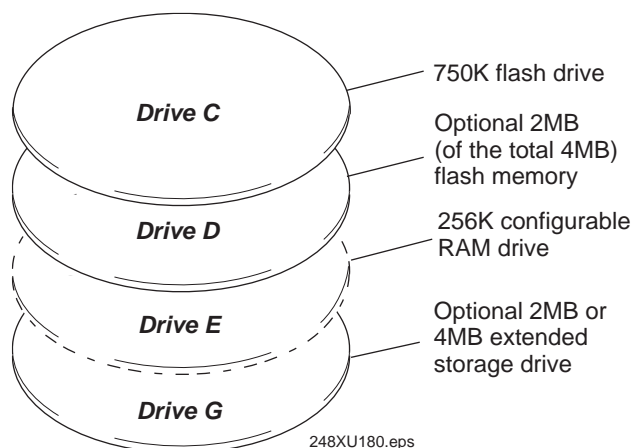 Drive C
750K flash drive
Drive D
Optional 2MB
(of the total 4MB)
flash memory
Drive E
256K configurable
RAM drive
Drive G
Optional 2MB or
4MB extended
storage drive
248XU180.eps